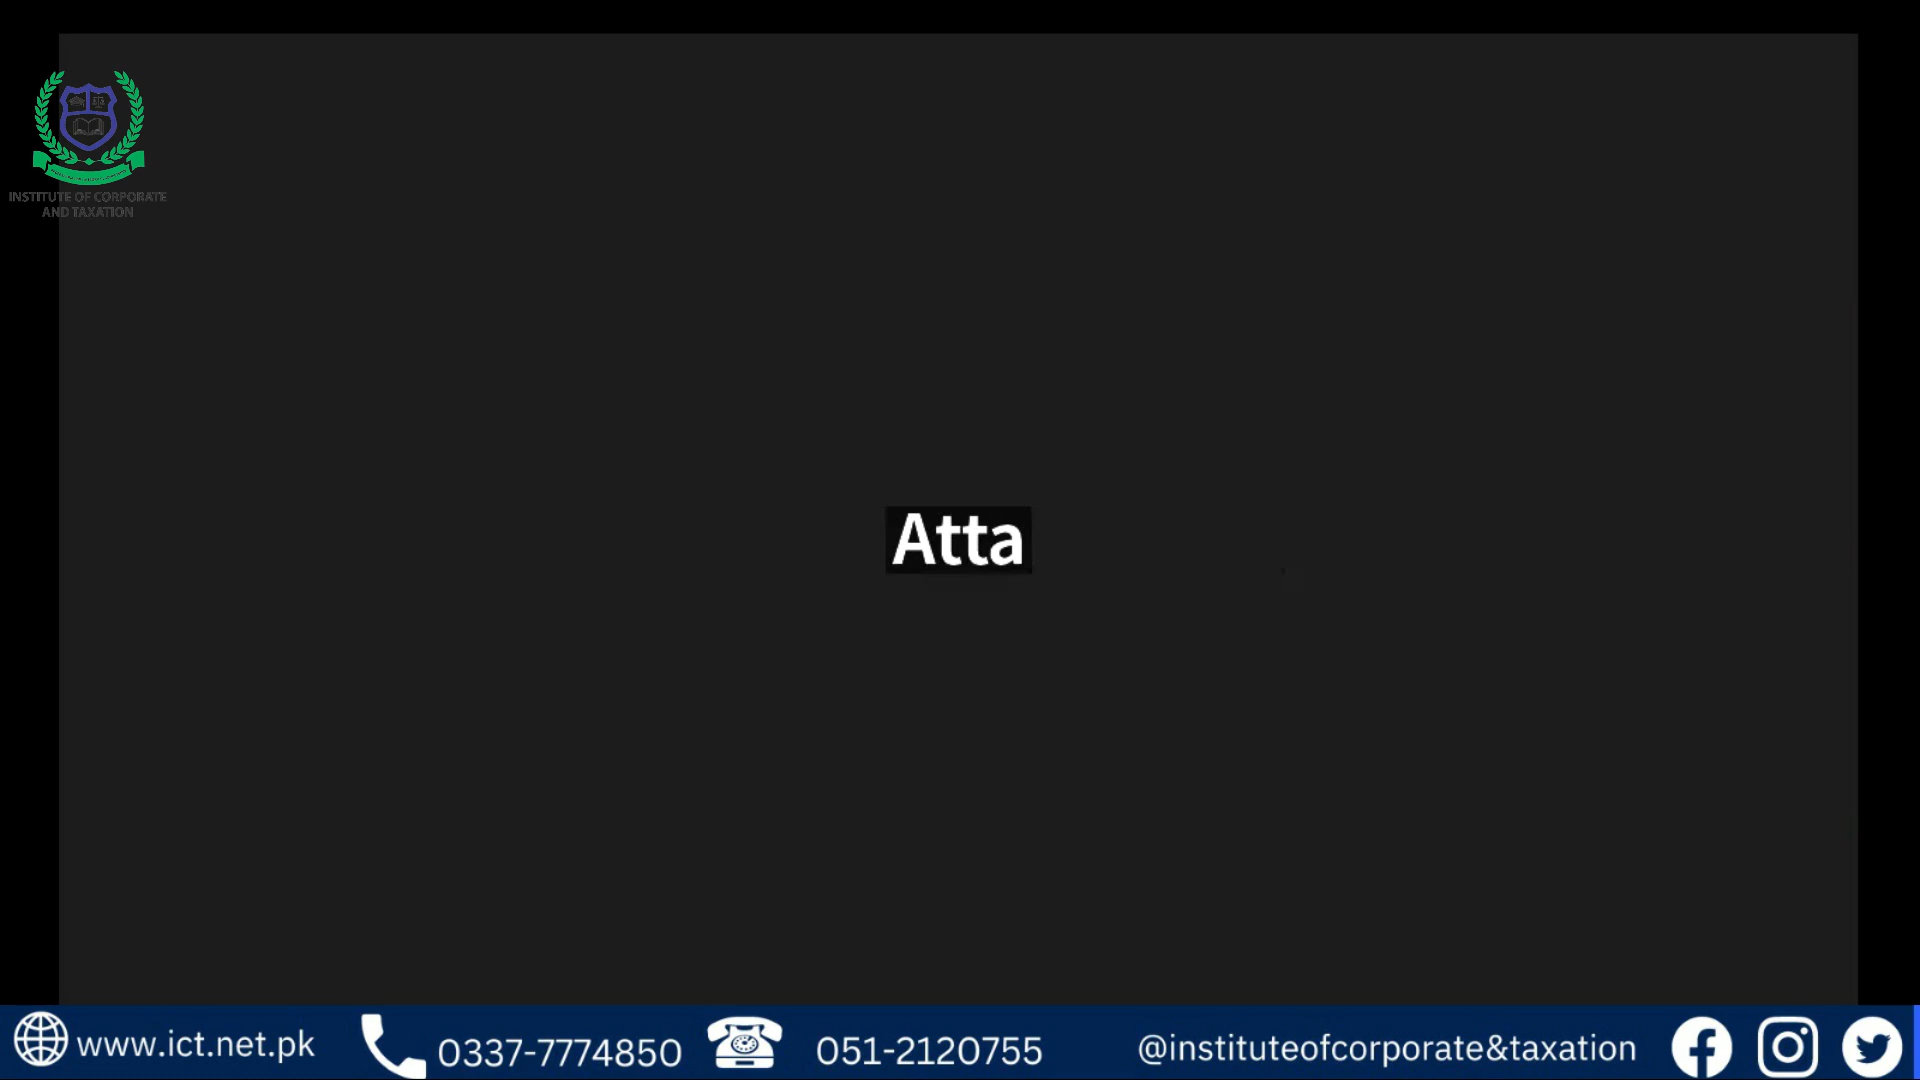 INSTITUTE OF CORPORATE
AND TAXATION
Atta
www.ict.net.pk
0337-7774850
051-2120755
@instituteofcorporate&taxation